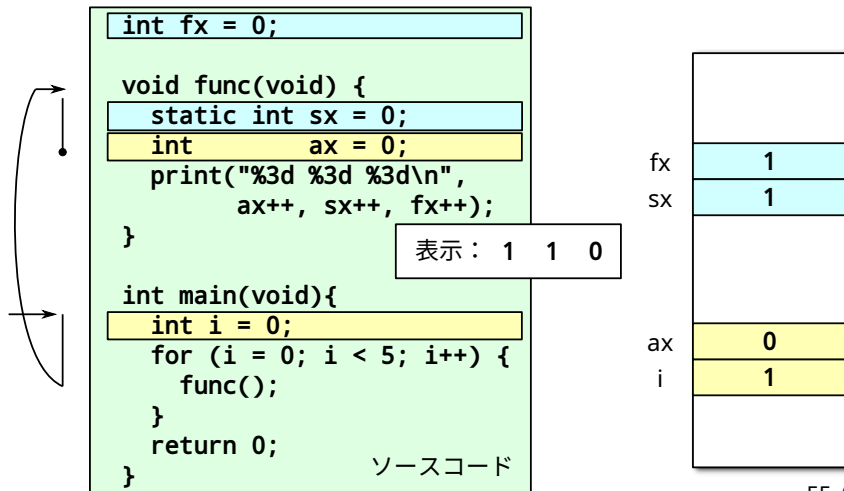 int fx = 0;
void func(void) {
static int sx = 0;
int ax = 0;
print("%3d %3d %3d\n",
ax++, sx++, fx++);
}
表示： 1 1 0
int main(void){
int i = 0;
for (i = 0; i < 5; i++) {
func();
}
return 0;
}
ソースコード
fx 1
sx 1
ax 0
i 1